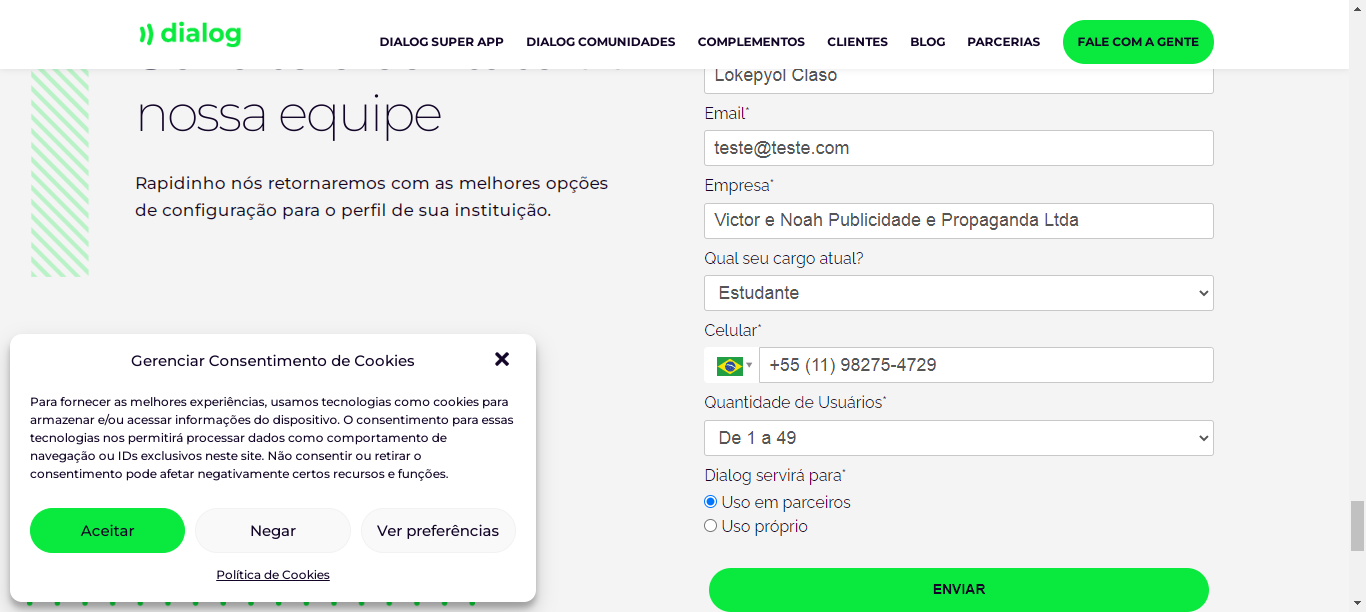 dialog
DIALOG SUPER APP DIALOG COMUNIDADES COMPLEMENTOS CLIENTES BLOG PARCERIAS FALE COM A GENTE
nossa equipe
Rapidinho nós retornaremos com as melhores opções
de configuração para o perfil de sua instituição.
Lokepyol Claso
Email*
teste@teste.com
Empresa*
Victor e Noah Publicidade e Propaganda Ltda
Qual seu cargo atual?
Estudante
Celular*
+55 (11) 98275-4729
Quantidade de Usuários*
De 1 a 49
Dialog servirá para*
Uso em parceiros
Uso próprio
ENVIAR
Gerenciar Consentimento de Cookies
Para fornecer as melhores experiências, usamos tecnologias como cookies para
armazenar e/ou acessar informações do dispositivo. O consentimento para essas
tecnologias nos permitirá processar dados como comportamento de
navegação ou IDs exclusivos neste site. Não consentir ou retirar o
consentimento pode afetar negativamente certos recursos e funções.
Aceitar Negar Ver preferências
Política de Cookies